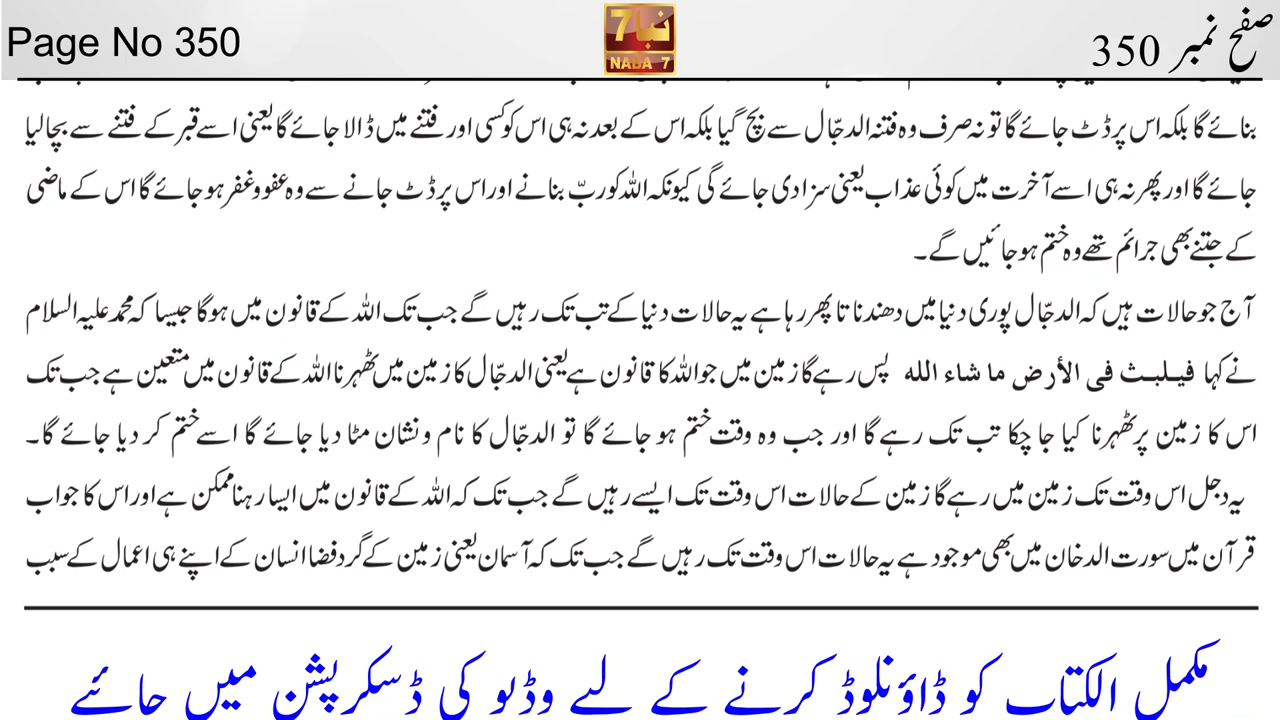 Page No 350
نبا 7
NABA 7
صفحہ نمبر 350
بنائے گا بلکہ اس پر ڈٹ جائے گا تو نہ صرف وہ فتنہ الدجّال سے بچ گیا بلکہ اس کے بعد نہ ہی اس کو کسی اور فتنے میں ڈالا جائے گا یعنی اسے قبر کے فتنے سے بچا لیا
جائے گا اور پھر نہ ہی اسے آخرت میں کوئی عذاب یعنی سزا دی جائے گی کیونکہ اللہ کو ربّ بنانے اور اس پر ڈٹ جانے سے وہ عفو و غفر ہو جائے گا اس کے ماضی
کے جتنے بھی جرائم تھے وہ ختم ہو جائیں گے۔
آج جو حالات ہیں کہ الدجّال پوری دنیا میں دھندناتا پھر رہا ہے یہ حالات دنیا کے تب تک رہیں گے جب تک اللہ کے قانون میں ہوگا جیسا کہ محمد علیہ السلام
نے کہا فیلبث فی الأرض ما شاء الله پس رہے گا زمین میں جو اللہ کا قانون ہے یعنی الدجّال کا زمین میں ٹھہرنا اللہ کے قانون میں متعین ہے جب تک
اس کا زمین پر ٹھہرنا کیا جا چکا تب تک رہے گا اور جب وہ وقت ختم ہو جائے گا تو الدجّال کا نام و نشان مٹا دیا جائے گا اسے ختم کر دیا جائے گا۔
یہ دجل اس وقت تک زمین میں رہے گا زمین کے حالات اس وقت تک ایسے رہیں گے جب تک کہ اللہ کے قانون میں ایسا رہنا ممکن ہے اور اس کا جواب
قرآن میں سورت الدخان میں بھی موجود ہے یہ حالات اس وقت تک رہیں گے جب تک کہ آسمان یعنی زمین کے گرد فضا انسان کے اپنے ہی اعمال کے سبب
مکمل الکتاب کو ڈاؤنلوڈ کرنے کے لیے وڈیو کی ڈسکرپشن میں جائے